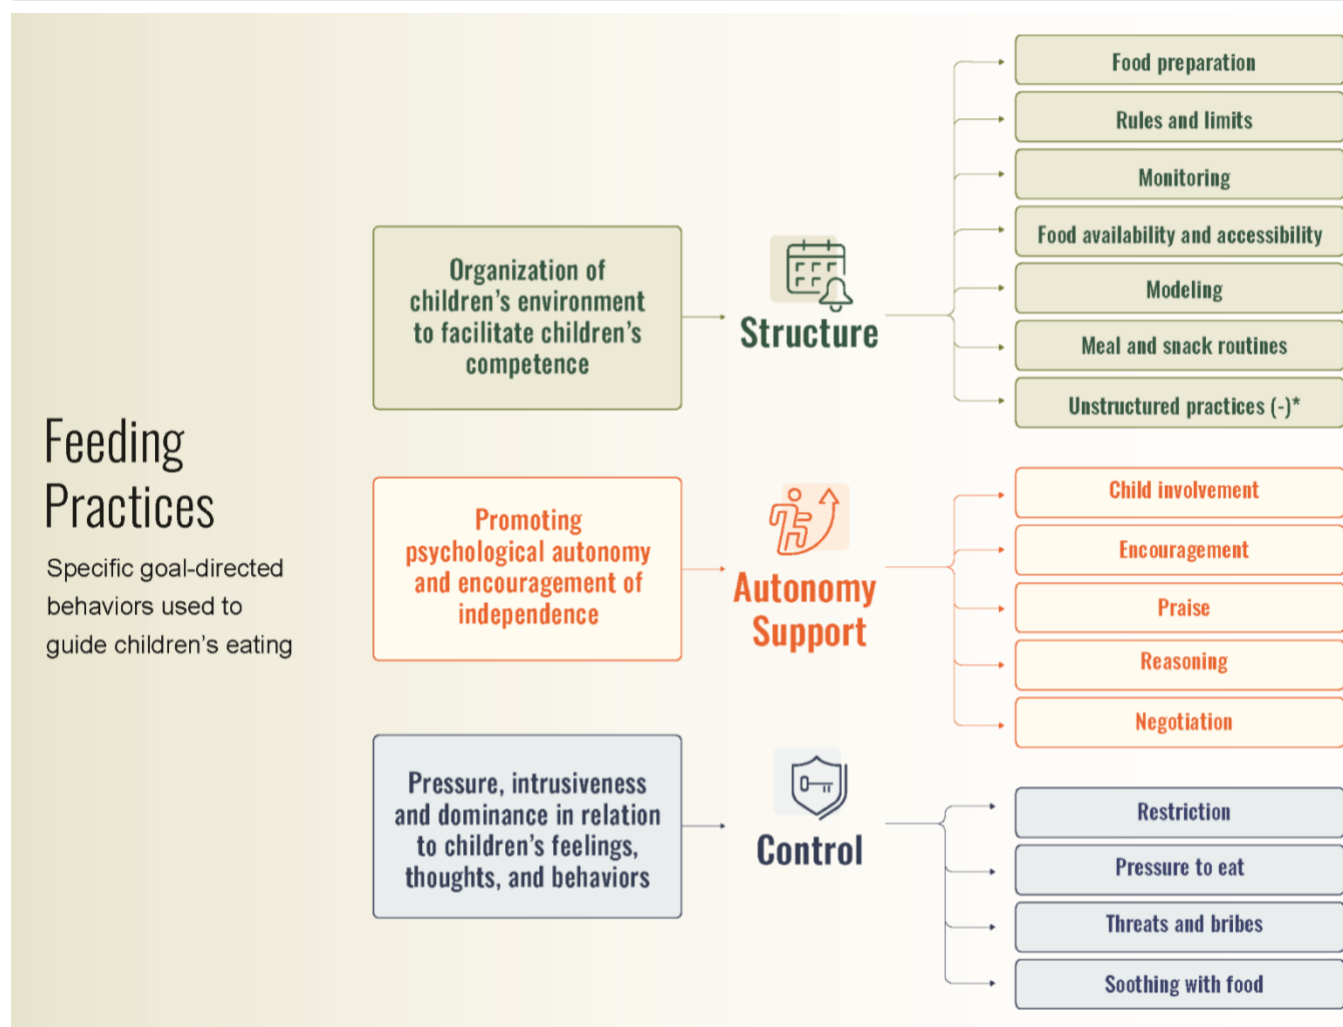 Feeding
Practices
Specific goal-directed
behaviors used to
guide children's eating
Organization of
children's environment
to facilitate children's
competence
Structure
Food preparation
Rules and limits
Monitoring
Food availability and accessibility
Modeling
Meal and snack routines
Unstructured practices (-)*
Promoting
psychological autonomy
and encouragement of
independence
Autonomy
Support
Child involvement
Encouragement
Praise
Reasoning
Negotiation
Pressure, intrusiveness
and dominance in relation
to children's feelings,
thoughts, and behaviors
Control
Restriction
Pressure to eat
Threats and bribes
Soothing with food